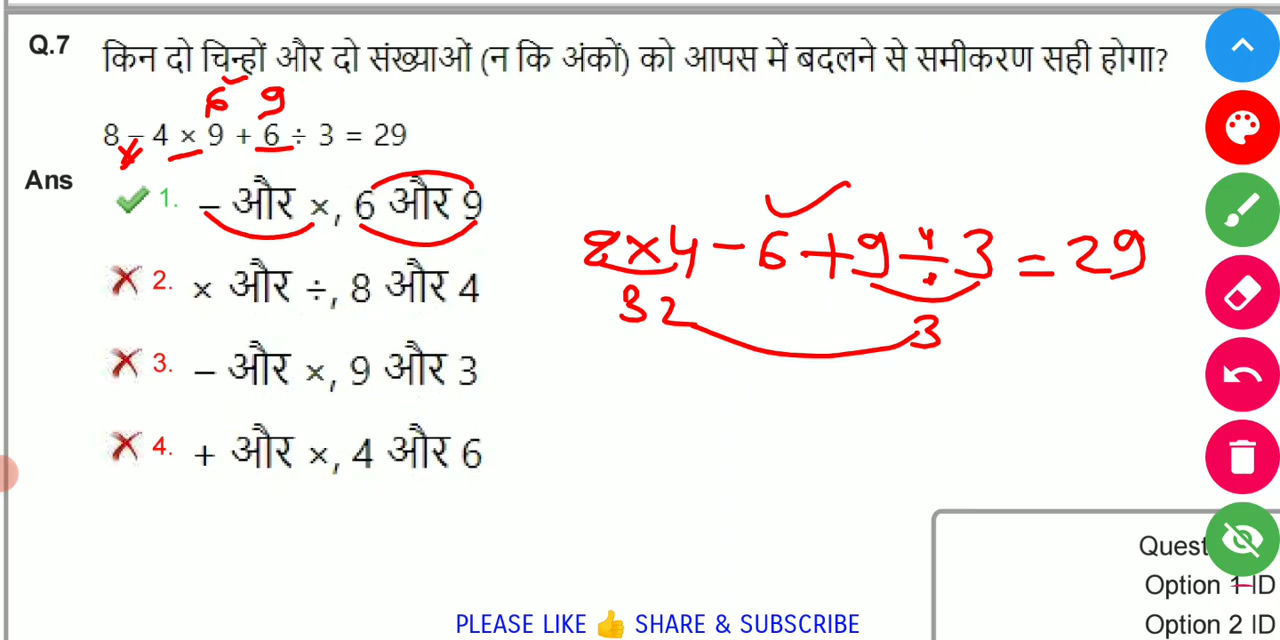 Q.7 किन दो चिन्हों और दो संख्याओं (न कि अंकों) को आपस में बदलने से समीकरण सही होगा?
6 9
8 – 4 × 9 + 6 ÷ 3 = 29
×
Ans 1. – और ×, 6 और 9
2. × और ÷, 8 और 4
3. – और ×, 9 और 3
4. + और ×, 4 और 6
8 × 4 – 6 + 9 ÷ 3 = 29
32 3
Quest
Option 1 ID
Option 2 ID
PLEASE LIKE 👍 SHARE & SUBSCRIBE